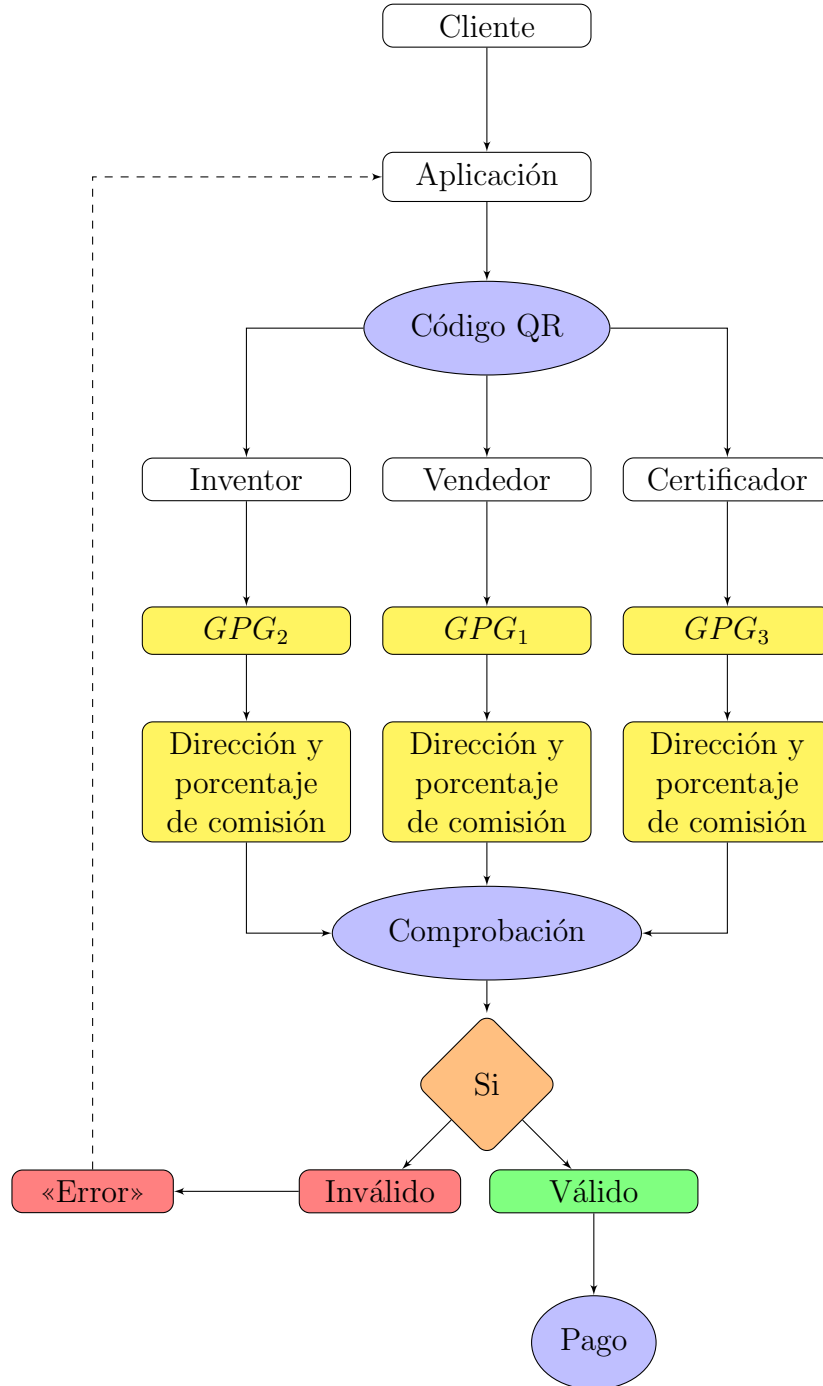 Cliente
Aplicación
Código QR
Inventor
Vendedor
Certificador
GPG₂
GPG₁
GPG₃
Dirección y
porcentaje
de comisión
Dirección y
porcentaje
de comisión
Dirección y
porcentaje
de comisión
Comprobación
Si
«Error»
Inválido
Válido
Pago